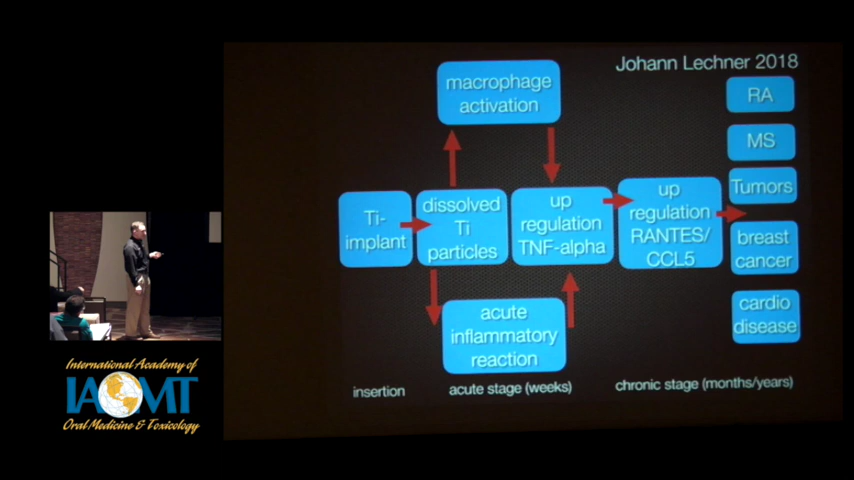 Johann Lechner 2018
macrophage
activation
RA
MS
Tumors
breast
cancer
cardio
disease
Ti-
implant
dissolved
Ti
particles
up
regulation
TNF-alpha
up
regulation
RANTES/
CCL5
acute
inflammatory
reaction
insertion
acute stage (weeks)
chronic stage (months/years)
International Academy of
IAOMT
Oral Medicine & Toxicology